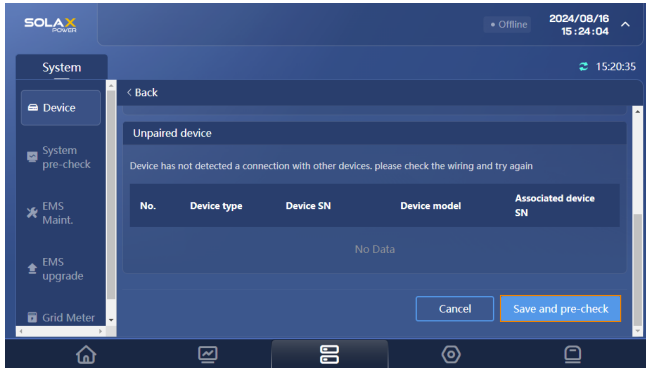 SOLAX
POWER
• Offline
2024/08/16
15:24:04
System
15:20:35
< Back
Device
Unpaired device
System
pre-check
Device has not detected a connection with other devices. please check the wiring and try again
No.
Device type
Device SN
Device model
Associated device
SN
EMS
Maint.
No Data
EMS
upgrade
Grid Meter
Cancel
Save and pre-check